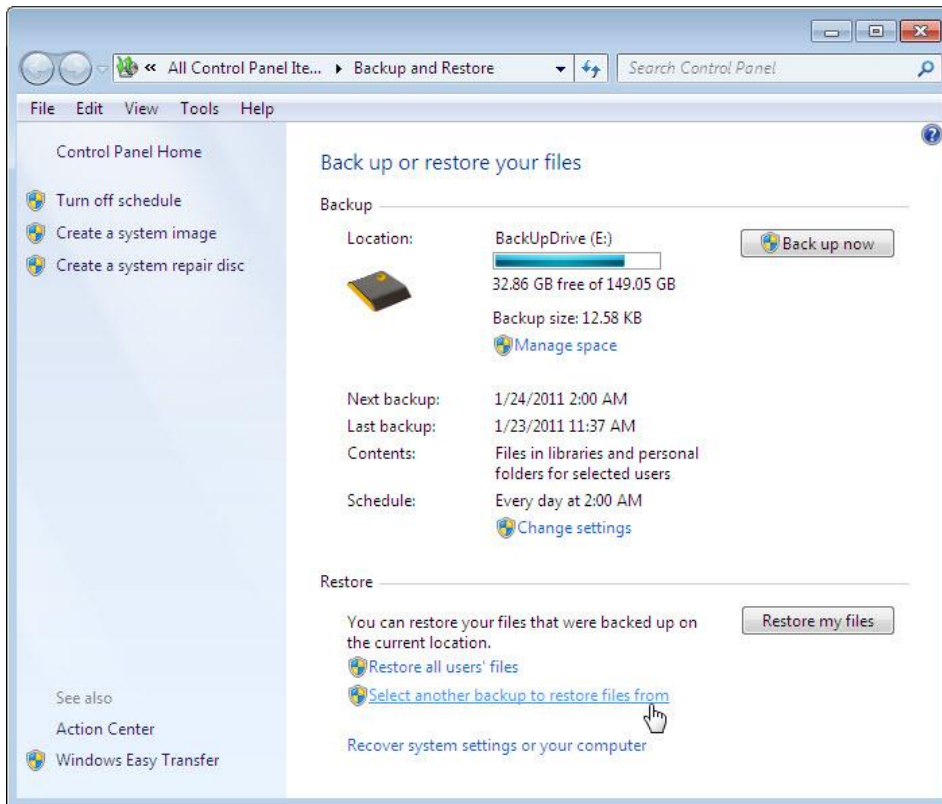 « All Control Panel Ite... ▸ Backup and Restore
Search Control Panel
File Edit View Tools Help
Control Panel Home
Turn off schedule
Create a system image
Create a system repair disc
See also
Action Center
Windows Easy Transfer
Back up or restore your files
Backup
Location: BackUpDrive (E:)
Back up now
32.86 GB free of 149.05 GB
Backup size: 12.58 KB
Manage space
Next backup: 1/24/2011 2:00 AM
Last backup: 1/23/2011 11:37 AM
Contents: Files in libraries and personal
folders for selected users
Schedule: Every day at 2:00 AM
Change settings
Restore
You can restore your files that were backed up on
the current location.
Restore my files
Restore all users' files
Select another backup to restore files from
Recover system settings or your computer